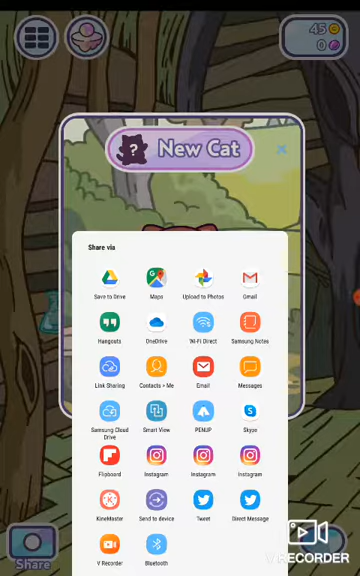 45
0
?
New Cat
Share via
Save to Drive
Maps
Upload to Photos
Gmail
Hangouts
OneDrive
Wi-Fi Direct
Samsung Notes
Link Sharing
Contacts + Me
Email
Messages
Samsung Cloud
Drive
Smart View
PENUP
Skype
Flipboard
Instagram
Instagram
Instagram
KineMaster
Send to device
Tweet
Direct Message
V Recorder
Bluetooth
Share
V RECORDER